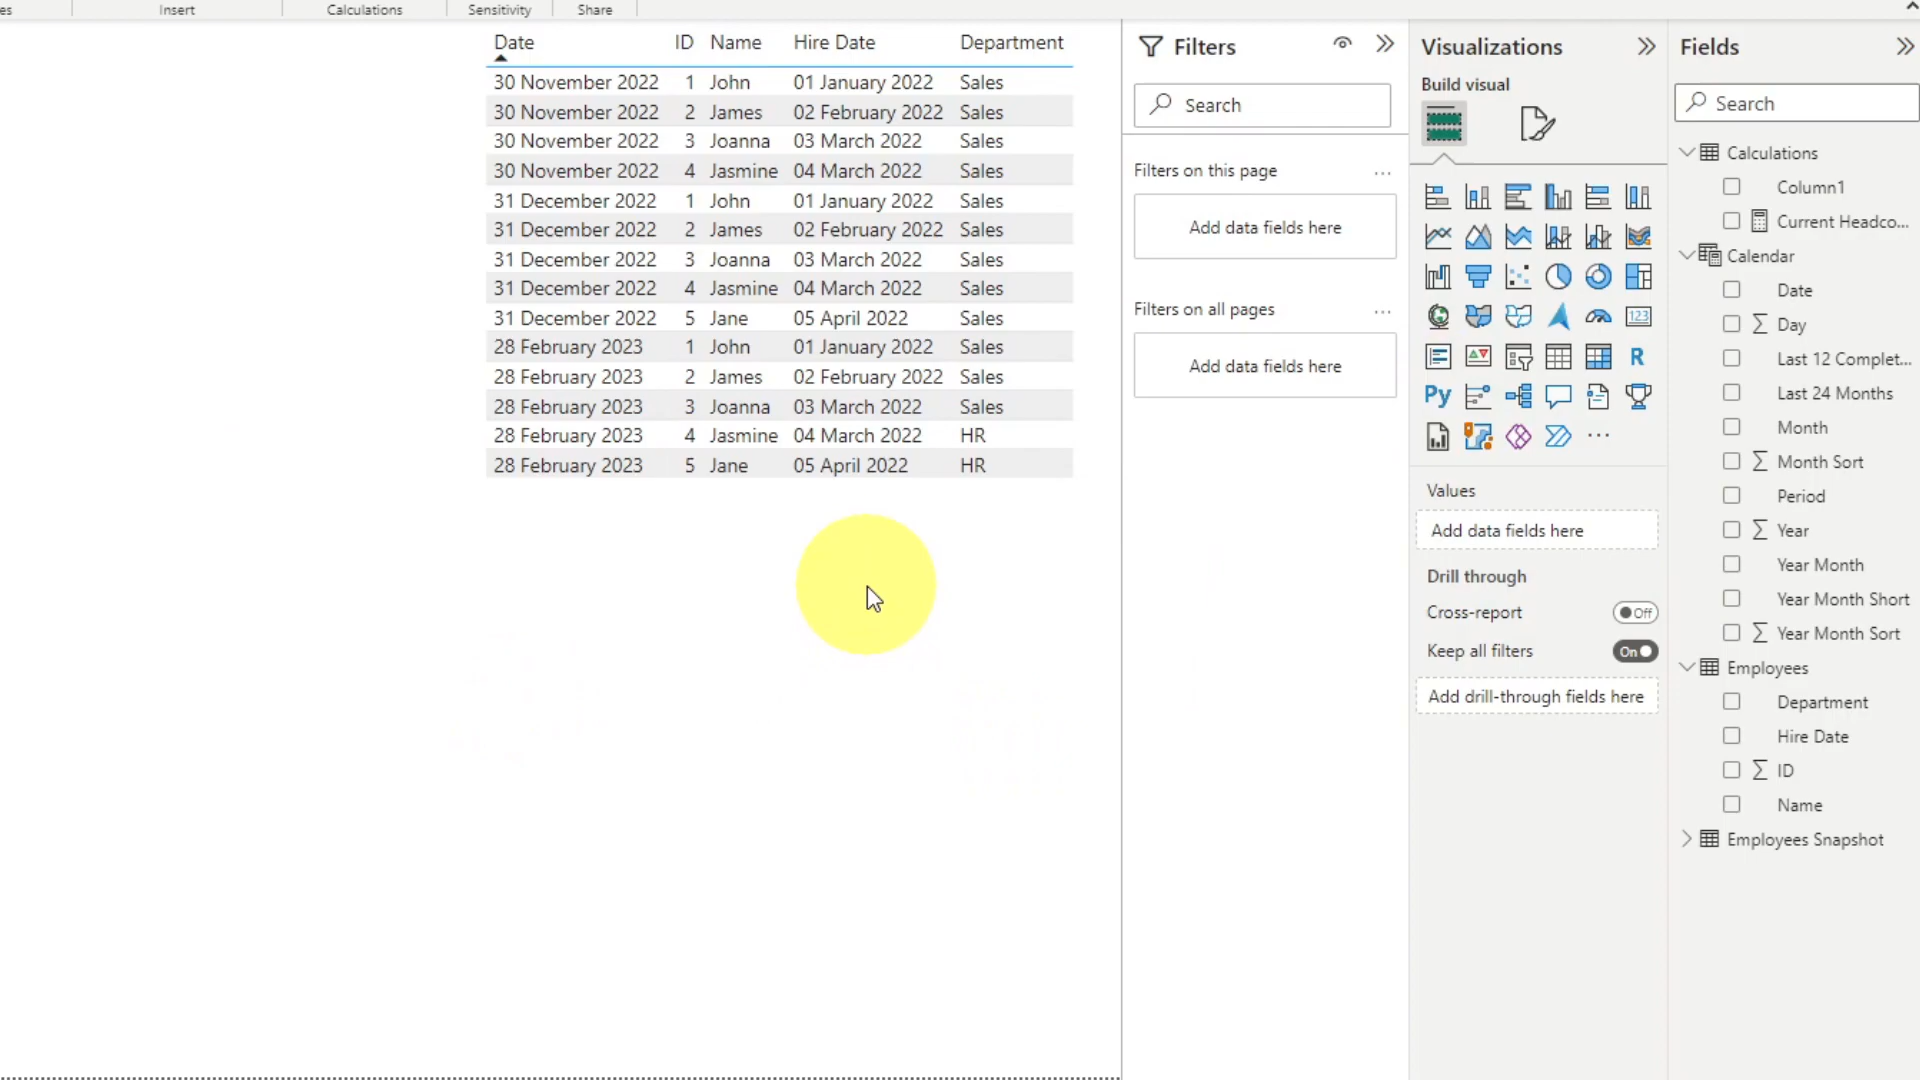 es Insert Calculations Sensitivity Share
Date ID Name Hire Date Department
30 November 2022 1 John 01 January 2022 Sales
30 November 2022 2 James 02 February 2022 Sales
30 November 2022 3 Joanna 03 March 2022 Sales
30 November 2022 4 Jasmine 04 March 2022 Sales
31 December 2022 1 John 01 January 2022 Sales
31 December 2022 2 James 02 February 2022 Sales
31 December 2022 3 Joanna 03 March 2022 Sales
31 December 2022 4 Jasmine 04 March 2022 Sales
31 December 2022 5 Jane 05 April 2022 Sales
28 February 2023 1 John 01 January 2022 Sales
28 February 2023 2 James 02 February 2022 Sales
28 February 2023 3 Joanna 03 March 2022 Sales
28 February 2023 4 Jasmine 04 March 2022 HR
28 February 2023 5 Jane 05 April 2022 HR
Filters
Search
Filters on this page ...
Add data fields here
Filters on all pages ...
Add data fields here
Visualizations
Build visual
123
R
Py
...
Values
Add data fields here
Drill through
Cross-report Off
Keep all filters On
Add drill-through fields here
Fields
Search
Calculations
Column1
Current Headco...
Calendar
Date
∑ Day
Last 12 Complet...
Last 24 Months
Month
∑ Month Sort
Period
∑ Year
Year Month
Year Month Short
∑ Year Month Sort
Employees
Department
Hire Date
∑ ID
Name
Employees Snapshot